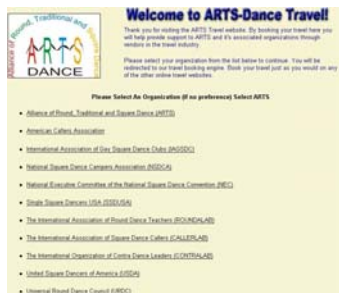 Alliance of Round, Traditional and Square Dance
ARTS
DANCE
Welcome to ARTS-Dance Travel!
Thank you for visiting the ARTS Travel website. By booking your travel here you
will help provide support to ARTS and it's associated organizations through
vendors in the travel industry.
Please select your organization from the list below to continue. You will be
redirected to our travel booking engine. Book your travel just as you would on any
of the other online travel websites.
Please Select An Organization (if no preference) Select ARTS
Alliance of Round, Traditional and Square Dance (ARTS)
American Callers Association
International Association of Gay Square Dance Clubs (IAGSDC)
National Square Dance Campers Association (NSDCA)
National Executive Committee of the National Square Dance Convention (NEC)
Single Square Dancers USA (SSDUSA)
The International Association of Round Dance Teachers (ROUNDALAB)
The International Association of Square Dance Callers (CALLERLAB)
The International Organization of Contra Dance Leaders (CONTRALAB)
United Square Dancers of America (USDA)
Universal Round Dance Council (URDC)